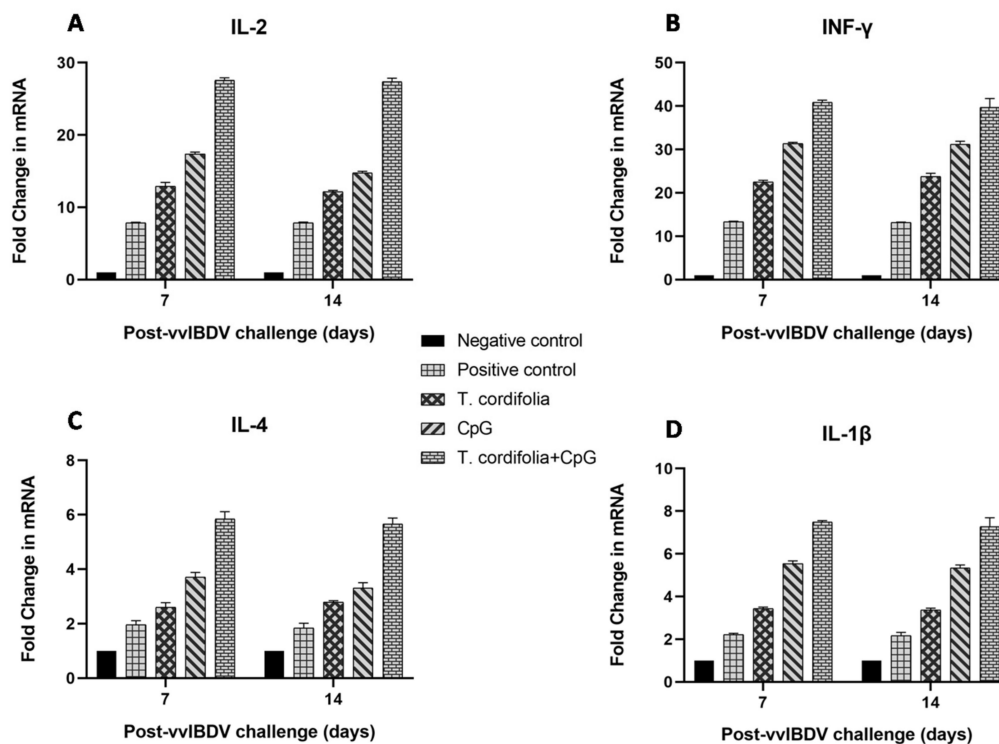 A
IL-2
Fold Change in mRNA
30
20
10
0
7
14
Post-vvIBDV challenge (days)
B
INF-γ
Fold Change in mRNA
50
40
30
20
10
0
7
14
Post-vvIBDV challenge (days)
Negative control
Positive control
T. cordifolia
CpG
T. cordifolia+CpG
C
IL-4
Fold Change in mRNA
8
6
4
2
0
7
14
Post-vvIBDV challenge (days)
D
IL-1β
Fold Change in mRNA
10
8
6
4
2
0
7
14
Post-vvIBDV challenge (days)